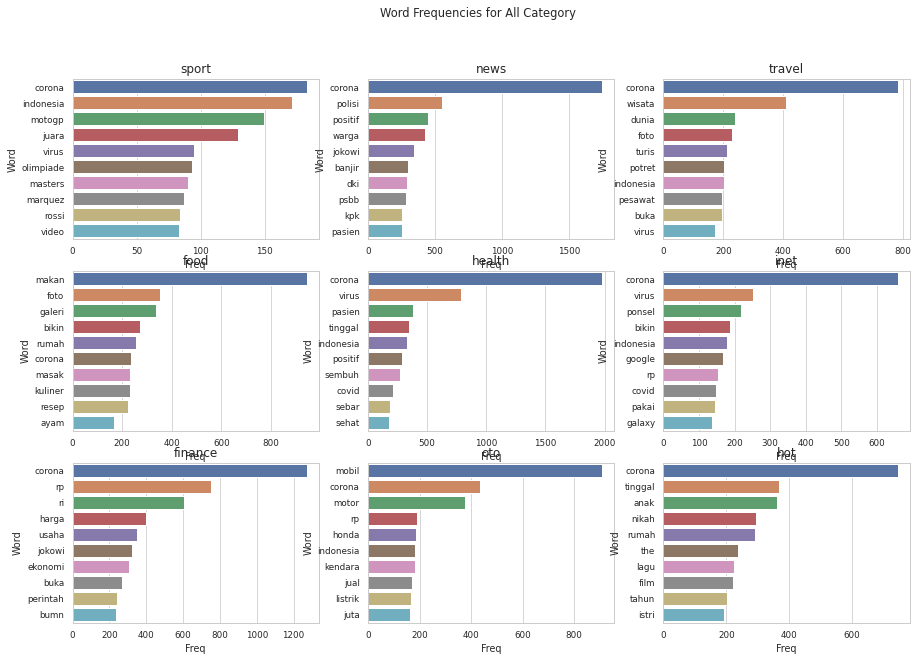 Word Frequencies for All Category
sport
Word
corona
indonesia
motogp
juara
virus
olimpiade
masters
marquez
rossi
video
0 50 100 150
Freq
news
Word
corona
polisi
positif
warga
jokowi
banjir
dki
psbb
kpk
pasien
0 500 1000 1500
Freq
travel
Word
corona
wisata
dunia
foto
turis
potret
indonesia
pesawat
buka
virus
0 200 400 600 800
Freq
food
Word
makan
foto
galeri
bikin
rumah
corona
masak
kuliner
resep
ayam
0 200 400 600 800
Freq
health
Word
corona
virus
pasien
tinggal
indonesia
positif
sembuh
covid
sebar
sehat
0 500 1000 1500 2000
Freq
inet
Word
corona
virus
ponsel
bikin
indonesia
google
rp
covid
pakai
galaxy
0 100 200 300 400 500 600
Freq
finance
Word
corona
rp
ri
harga
usaha
jokowi
ekonomi
buka
perintah
bumn
0 200 400 600 800 1000 1200
Freq
oto
Word
mobil
corona
motor
rp
honda
indonesia
kendara
jual
listrik
juta
0 200 400 600 800
Freq
hot
Word
corona
tinggal
anak
nikah
rumah
the
lagu
film
tahun
istri
0 200 400 600
Freq